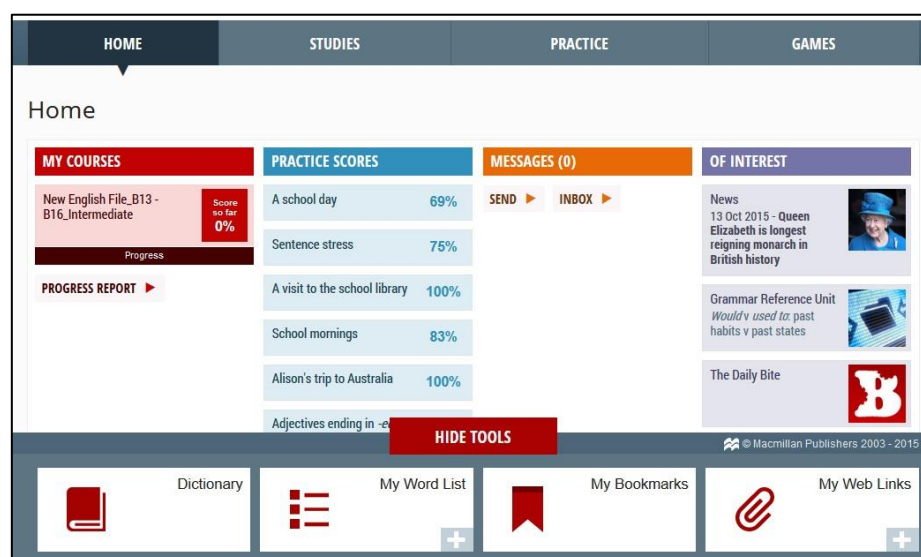 HOME
STUDIES
PRACTICE
GAMES
Home
MY COURSES
New English File_B13 -
B16_Intermediate
Score
so far
0%
Progress
PROGRESS REPORT
PRACTICE SCORES
A school day 69%
Sentence stress 75%
A visit to the school library 100%
School mornings 83%
Alison's trip to Australia 100%
Adjectives ending in
MESSAGES (0)
SEND
INBOX
OF INTEREST
News
13 Oct 2015 - Queen
Elizabeth is longest
reigning monarch in
British history
Grammar Reference Unit
Would v used to: past
habits v past states
The Daily Bite
B
HIDE TOOLS
© Macmillan Publishers 2003 - 2015
Dictionary
My Word List
My Bookmarks
My Web Links